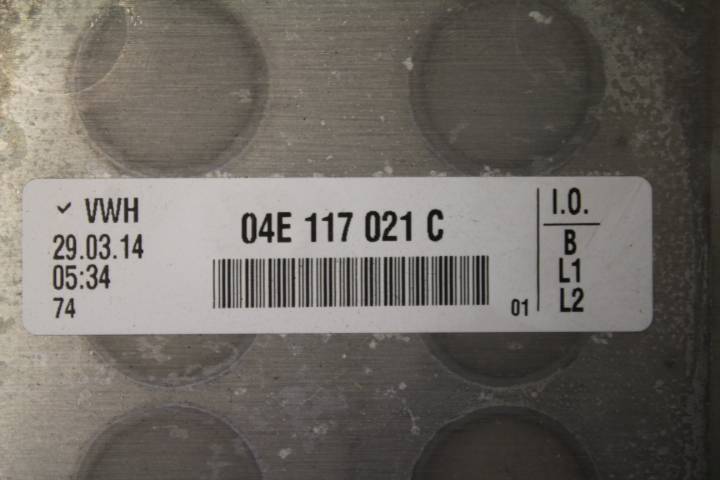 ✓ VWH
29.03.14
05:34
74
04E 117 021 C
01
I.O.
B
L1
L2